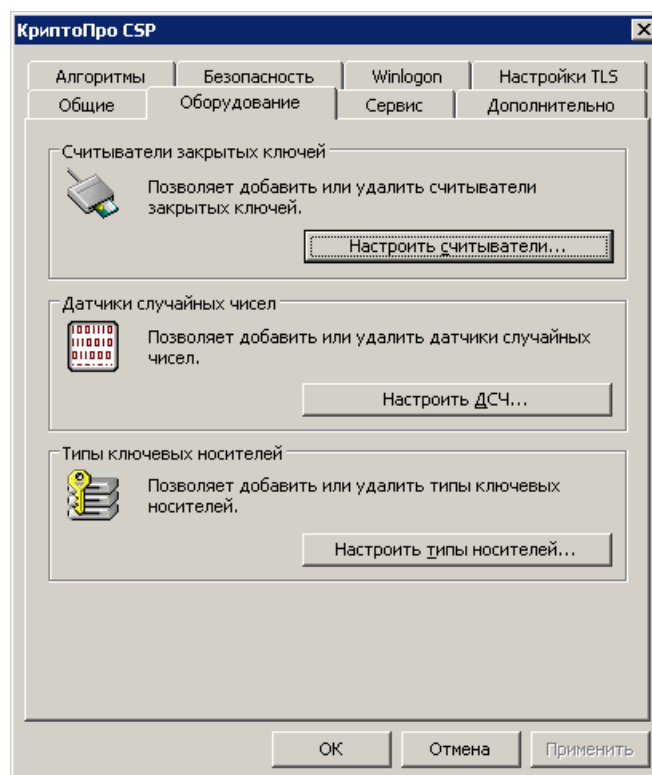 КриптоПро CSP
Алгоритмы Безопасность Winlogon Настройки TLS
Общие Оборудование Сервис Дополнительно
Считыватели закрытых ключей
Позволяет добавить или удалить считыватели
закрытых ключей.
Настроить считыватели...
Датчики случайных чисел
Позволяет добавить или удалить датчики случайных
чисел.
Настроить ДСЧ...
Типы ключевых носителей
Позволяет добавить или удалить типы ключевых
носителей.
Настроить типы носителей...
ОК Отмена Применить